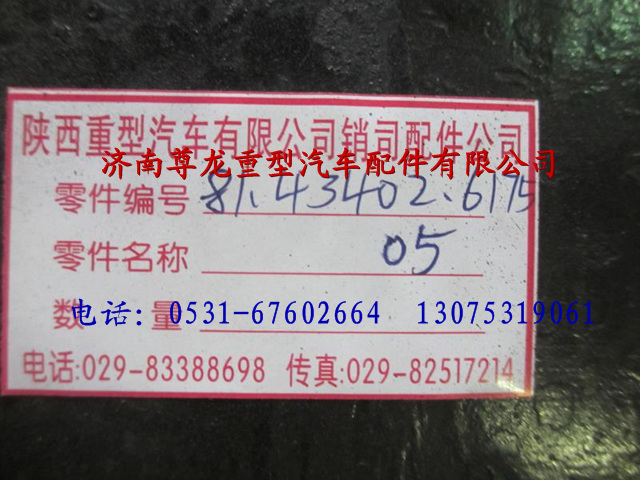 陕西重型汽车有限公司销司配件公司
济南尊龙重型汽车配件有限公司
零件编号 81.43402.6175
零件名称 05
数 量
电话: 0531-67602664 13075319061
电话:029-83388698 传真:029-82517214